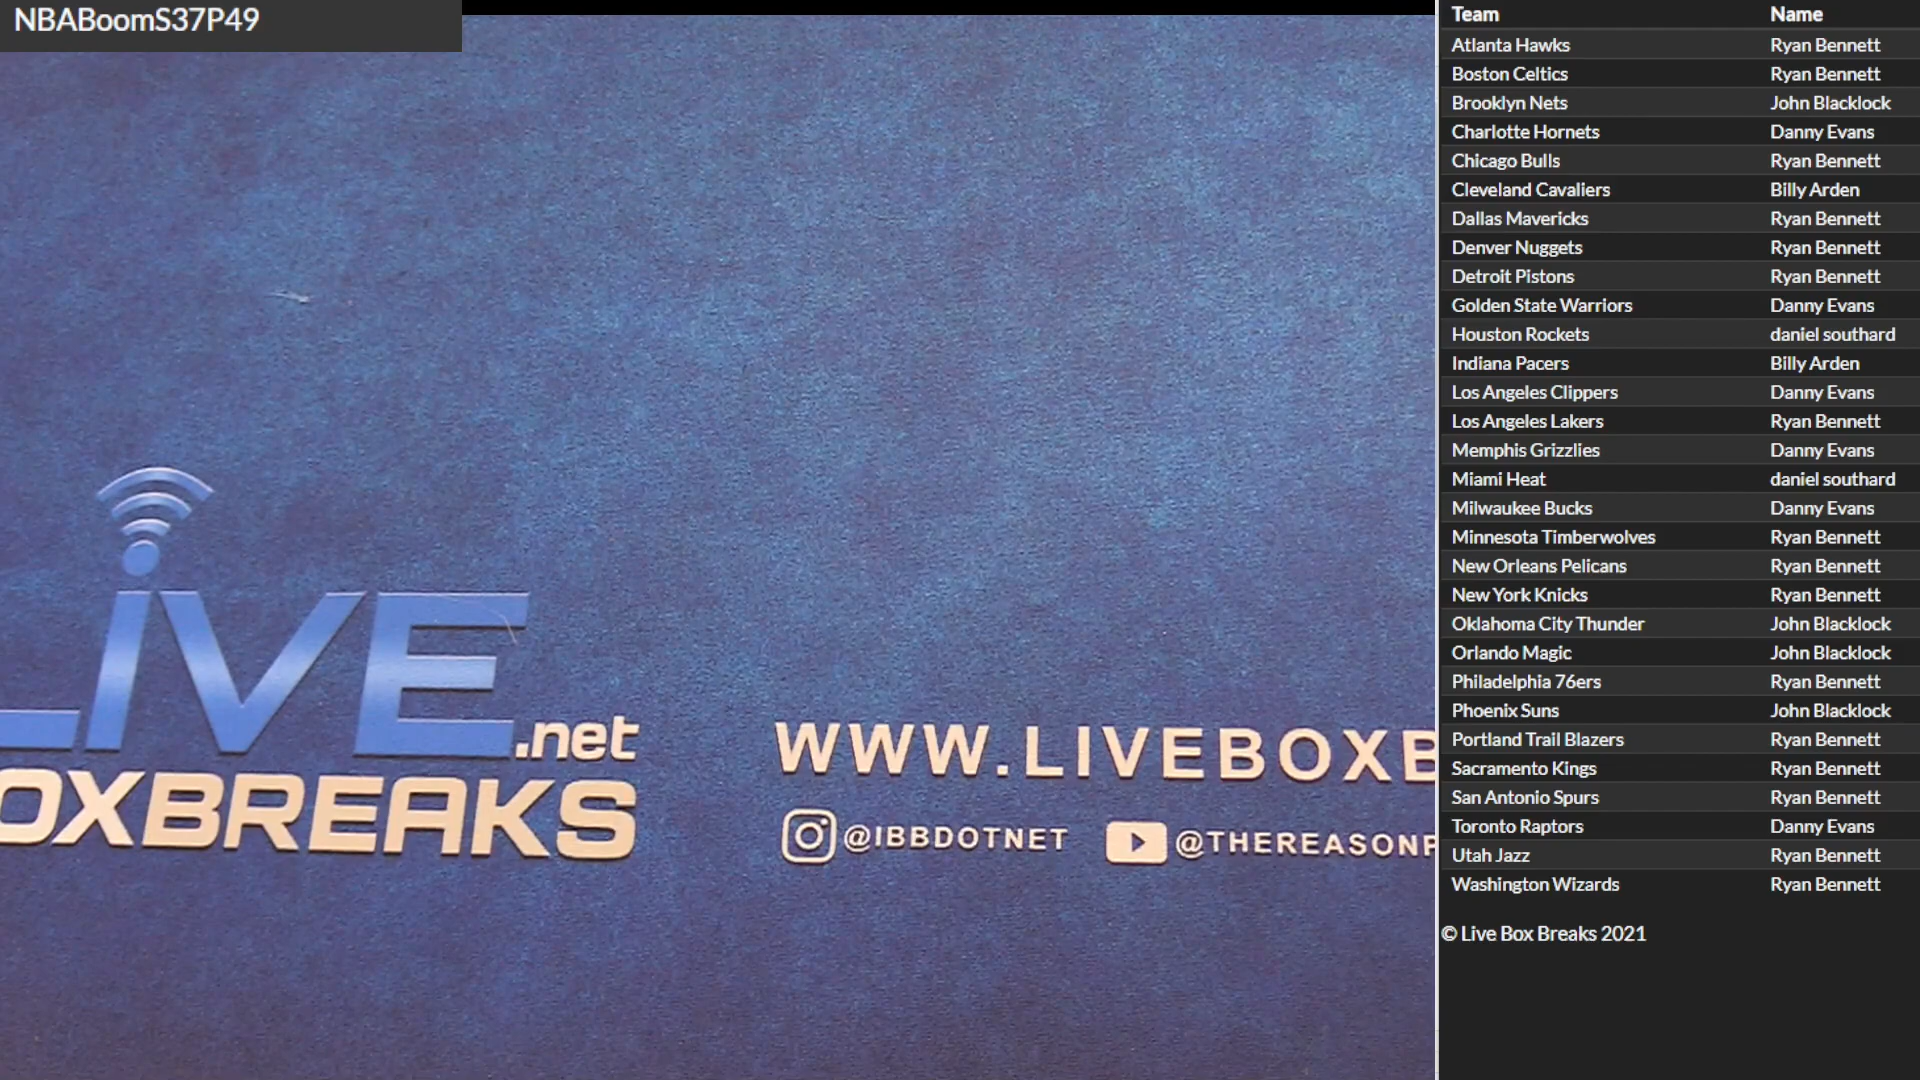 NBABoomS37P49
LIVE
.net
OXBREAKS
WWW.LIVEBOXB
@IBBDOTNET
@THEREASONP
Team Name
Atlanta Hawks Ryan Bennett
Boston Celtics Ryan Bennett
Brooklyn Nets John Blacklock
Charlotte Hornets Danny Evans
Chicago Bulls Ryan Bennett
Cleveland Cavaliers Billy Arden
Dallas Mavericks Ryan Bennett
Denver Nuggets Ryan Bennett
Detroit Pistons Ryan Bennett
Golden State Warriors Danny Evans
Houston Rockets daniel southard
Indiana Pacers Billy Arden
Los Angeles Clippers Danny Evans
Los Angeles Lakers Ryan Bennett
Memphis Grizzlies Danny Evans
Miami Heat daniel southard
Milwaukee Bucks Danny Evans
Minnesota Timberwolves Ryan Bennett
New Orleans Pelicans Ryan Bennett
New York Knicks Ryan Bennett
Oklahoma City Thunder John Blacklock
Orlando Magic John Blacklock
Philadelphia 76ers Ryan Bennett
Phoenix Suns John Blacklock
Portland Trail Blazers Ryan Bennett
Sacramento Kings Ryan Bennett
San Antonio Spurs Ryan Bennett
Toronto Raptors Danny Evans
Utah Jazz Ryan Bennett
Washington Wizards Ryan Bennett
© Live Box Breaks 2021